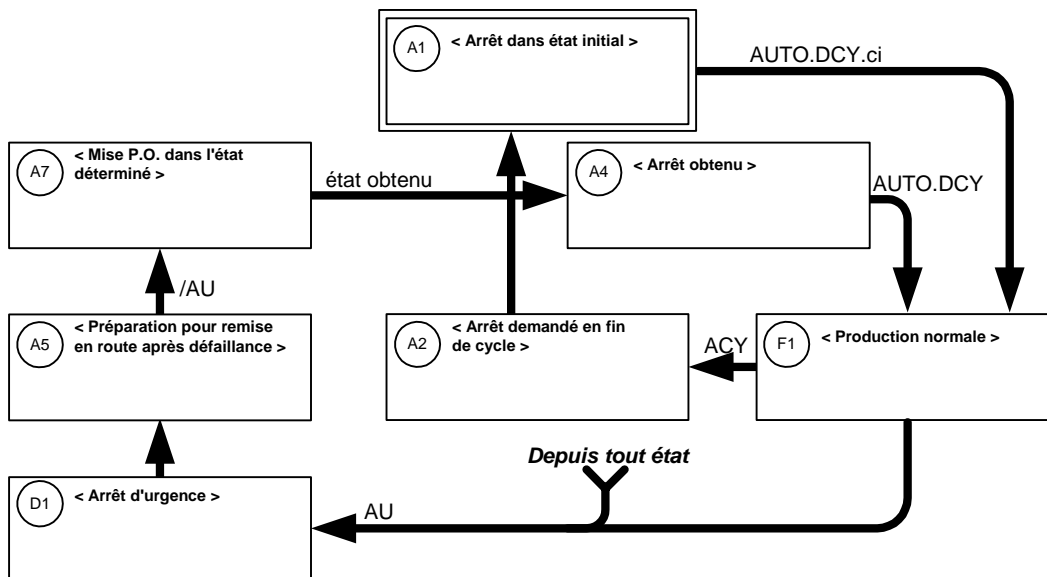 A1
< Arrêt dans état initial >
AUTO.DCY.ci
A7
< Mise P.O. dans l'état
déterminé >
état obtenu
A4
< Arrêt obtenu >
AUTO.DCY
/AU
A5
< Préparation pour remise
en route après défaillance >
A2
< Arrêt demandé en fin
de cycle >
ACY
F1
< Production normale >
Depuis tout état
D1
< Arrêt d'urgence >
AU